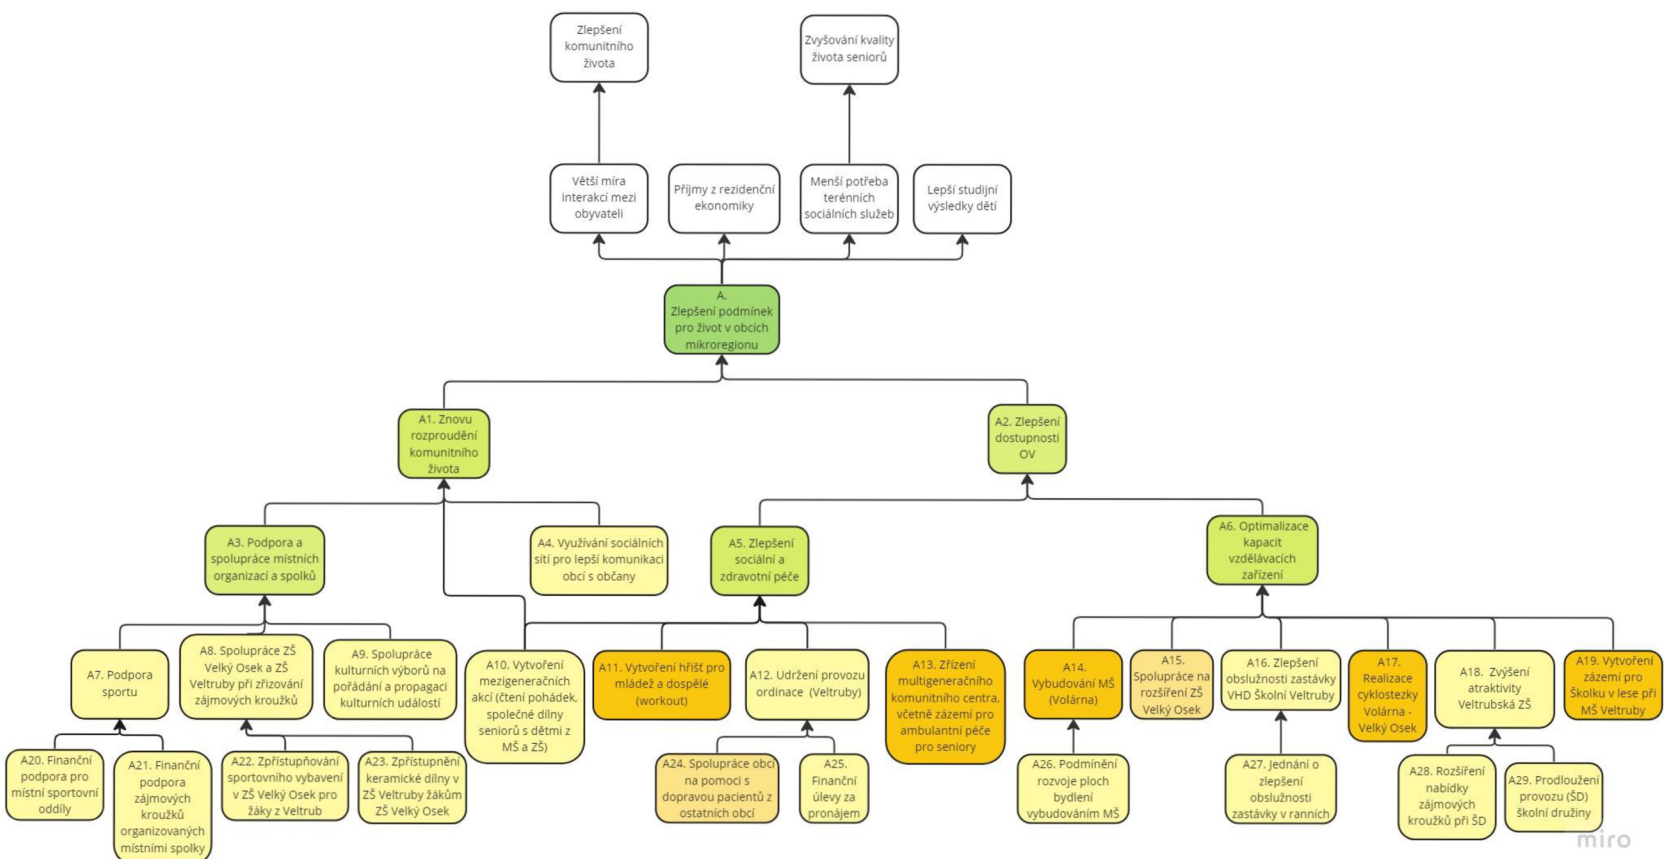 Zlepšení
komunitního
života
Zvyšování kvality
života seniorů
Větší míra
interakcí mezi
obyvateli
Příjmy z rezidenční
ekonomiky
Menší potřeba
terénních
sociálních služeb
Lepší studijní
výsledky dětí
A.
Zlepšení podmínek
pro život v obcích
mikroregionu
A1. Znovu
rozproudění
komunitního
života
A2. Zlepšení
dostupnosti
OV
A3. Podpora a
spolupráce místních
organizací a spolků
A4. Využívání sociálních
sítí pro lepší komunikaci
obcí s občany
A5. Zlepšení
sociální a
zdravotní péče
A6. Optimalizace
kapacit
vzdělávacích
zařízení
A7. Podpora
sportu
A8. Spolupráce ZŠ
Velký Osek a ZŠ
Veltruby při zřizování
zájmových kroužků
A9. Spolupráce
kulturních výborů na
pořádání a propagaci
kulturních událostí
A10. Vytvoření
mezigeneračních
akcí (čtení pohádek,
společné dílny
seniorů s dětmi z
MŠ a ZŠ)
A11. Vytvoření hřišť pro
mládež a dospělé
(workout)
A12. Udržení provozu
ordinace (Veltruby)
A13. Zřízení
multigeneračního
komunitního centra,
včetně zázemí pro
ambulantní péče
pro seniory
A14.
Vybudování MŠ
(Volárna)
A15.
Spolupráce na
rozšíření ZŠ
Velký Osek
A16. Zlepšení
obslužnosti zastávky
VHD Školní Veltruby
A17.
Realizace
cyklostezky
Volárna -
Velký Osek
A18. Zvýšení
atraktivity
Veltrubská ZŠ
A19. Vytvoření
zázemí pro
Školku v lese při
MŠ Veltruby
A20. Finanční
podpora pro
místní sportovní
oddíly
A21. Finanční
podpora
zájmových
kroužků
organizovaných
místními spolky
A22. Zpřístupňování
sportovního vybavení
v ZŠ Velký Osek pro
žáky z Veltrub
A23. Zpřístupnění
keramické dílny v
ZŠ Veltruby žákům
ZŠ Velký Osek
A24. Spolupráce obcí
na pomoci s
dopravou pacientů z
ostatních obcí
A25.
Finanční
úlevy za
pronájem
A26. Podmínění
rozvoje ploch
bydlení
vybudováním MŠ
A27. Jednání o
zlepšení
obslužnosti
zastávky v ranních
A28. Rozšíření
nabídky
zájmových
kroužků při ŠD
A29. Prodloužení
provozu (ŠD)
školní družiny
miro